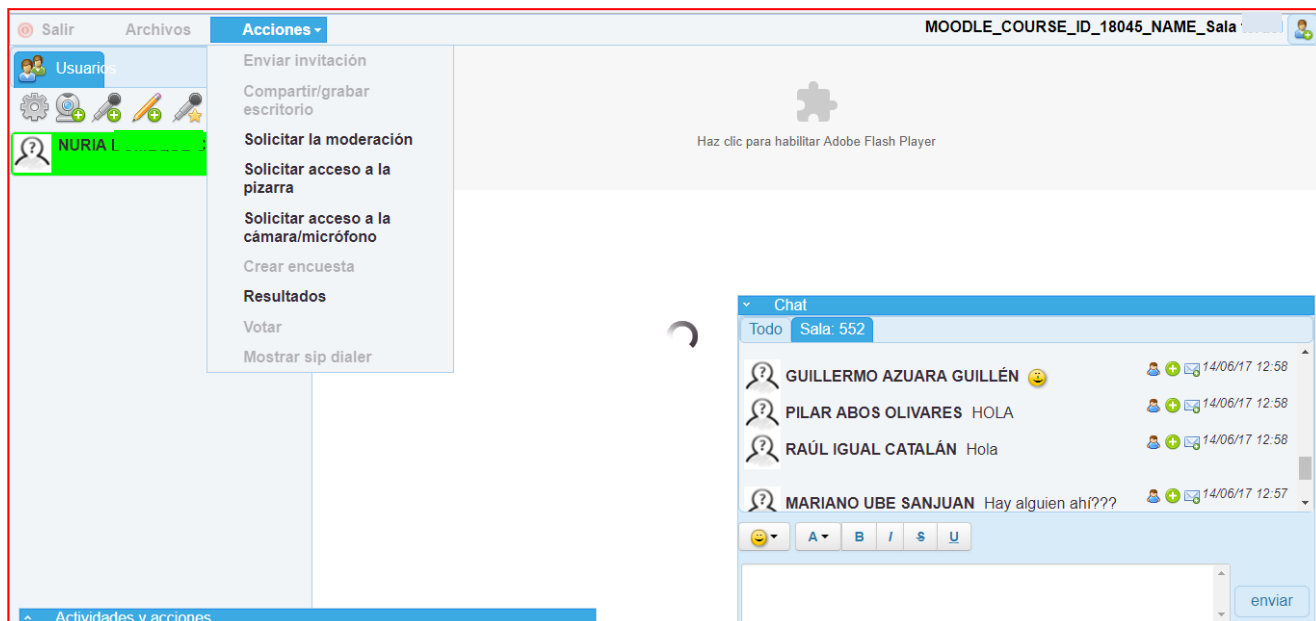 Salir Archivos Acciones MOODLE_COURSE_ID_18045_NAME_Sala
Usuarios
Enviar invitación
Compartir/grabar
escritorio
Solicitar la moderación
Solicitar acceso a la
pizarra
Solicitar acceso a la
cámara/micrófono
Crear encuesta
Resultados
Votar
Mostrar sip dialer
NURIA
Haz clic para habilitar Adobe Flash Player
Chat
Todo Sala: 552
GUILLERMO AZUARA GUILLÉN 14/06/17 12:58
PILAR ABOS OLIVARES HOLA 14/06/17 12:58
RAÚL IGUAL CATALÁN Hola 14/06/17 12:58
MARIANO UBE SANJUAN Hay alguien ahí??? 14/06/17 12:57
A B I S U
enviar
Actividades y acciones